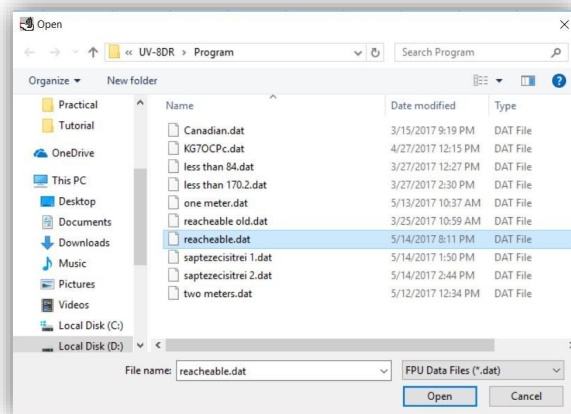 Open
« UV-8DR › Program
Search Program
Organize
New folder
Practical
Tutorial
OneDrive
This PC
Desktop
Documents
Downloads
Music
Pictures
Videos
Local Disk (C:)
Local Disk (D:)
Name Date modified Type
Canadian.dat 3/15/2017 9:19 PM DAT File
KG7OCPc.dat 4/27/2017 12:15 PM DAT File
less than 84.dat 3/27/2017 12:27 PM DAT File
less than 170.2.dat 3/27/2017 2:30 PM DAT File
one meter.dat 5/13/2017 10:37 AM DAT File
reacheable old.dat 3/25/2017 10:59 AM DAT File
reacheable.dat 5/14/2017 8:11 PM DAT File
saptezecisitrei 1.dat 5/14/2017 1:50 PM DAT File
saptezecisitrei 2.dat 5/14/2017 2:44 PM DAT File
two meters.dat 5/12/2017 12:34 PM DAT File
File name: reacheable.dat FPU Data Files (*.dat)
Open Cancel